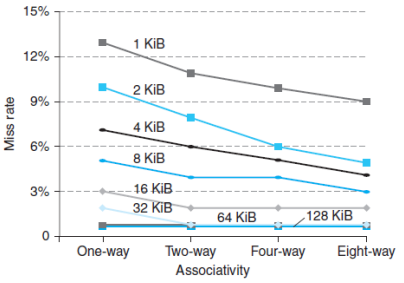 15%
1 KiB
12%
2 KiB
9%
4 KiB
6%
8 KiB
3%
16 KiB
32 KiB
64 KiB
128 KiB
0
Miss rate
One-way
Two-way
Four-way
Eight-way
Associativity